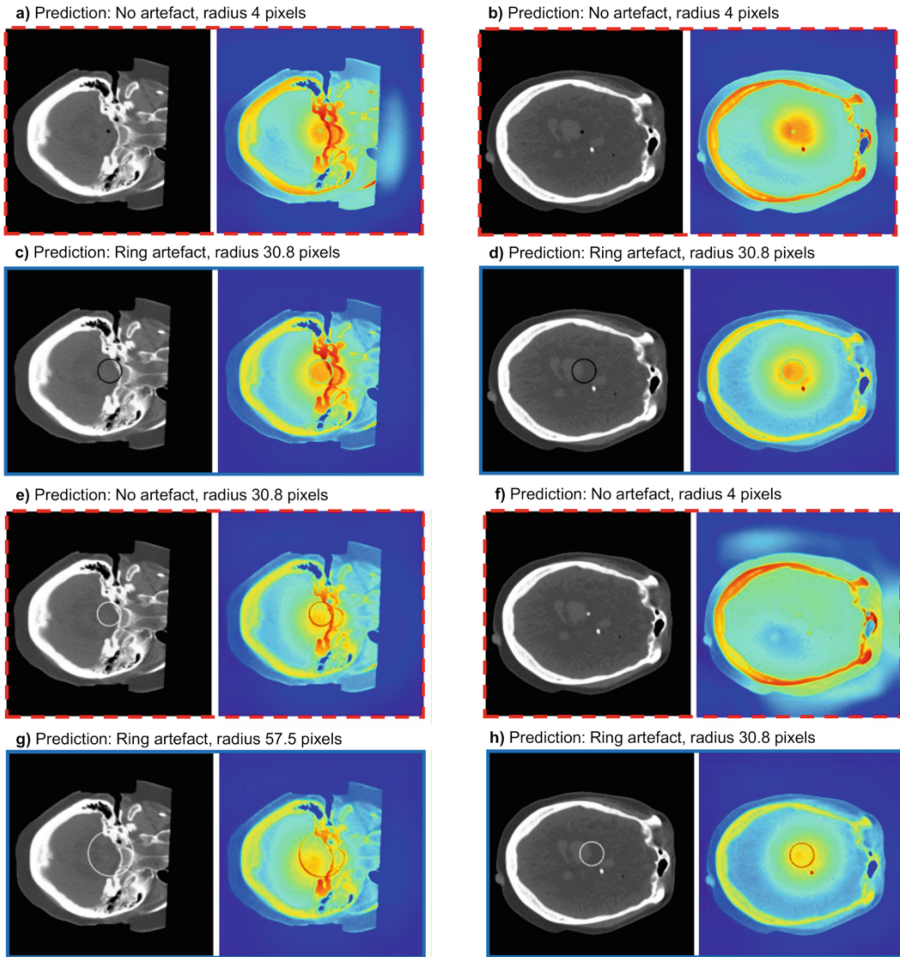 a) Prediction: No artefact, radius 4 pixels
b) Prediction: No artefact, radius 4 pixels
c) Prediction: Ring artefact, radius 30.8 pixels
d) Prediction: Ring artefact, radius 30.8 pixels
e) Prediction: No artefact, radius 30.8 pixels
f) Prediction: No artefact, radius 4 pixels
g) Prediction: Ring artefact, radius 57.5 pixels
h) Prediction: Ring artefact, radius 30.8 pixels